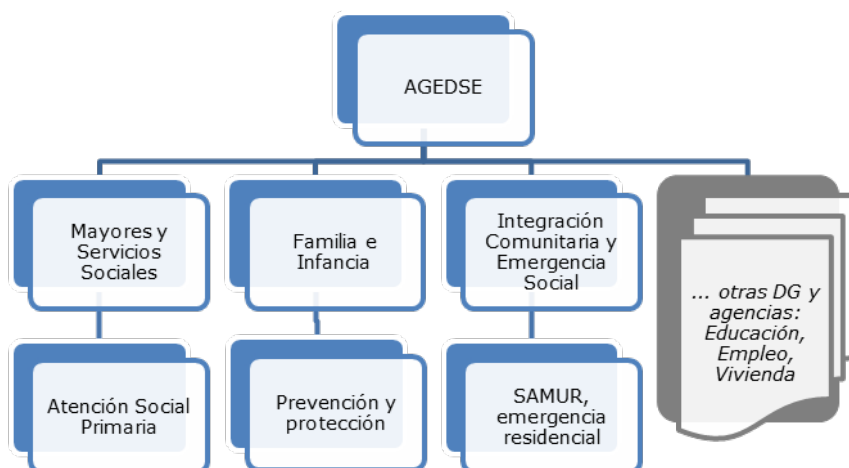 AGEDSE
Mayores y
Servicios
Sociales
Familia e
Infancia
Integración
Comunitaria y
Emergencia
Social
... otras DG y
agencias:
Educación,
Empleo,
Vivienda
Atención Social
Primaria
Prevención y
protección
SAMUR,
emergencia
residencial